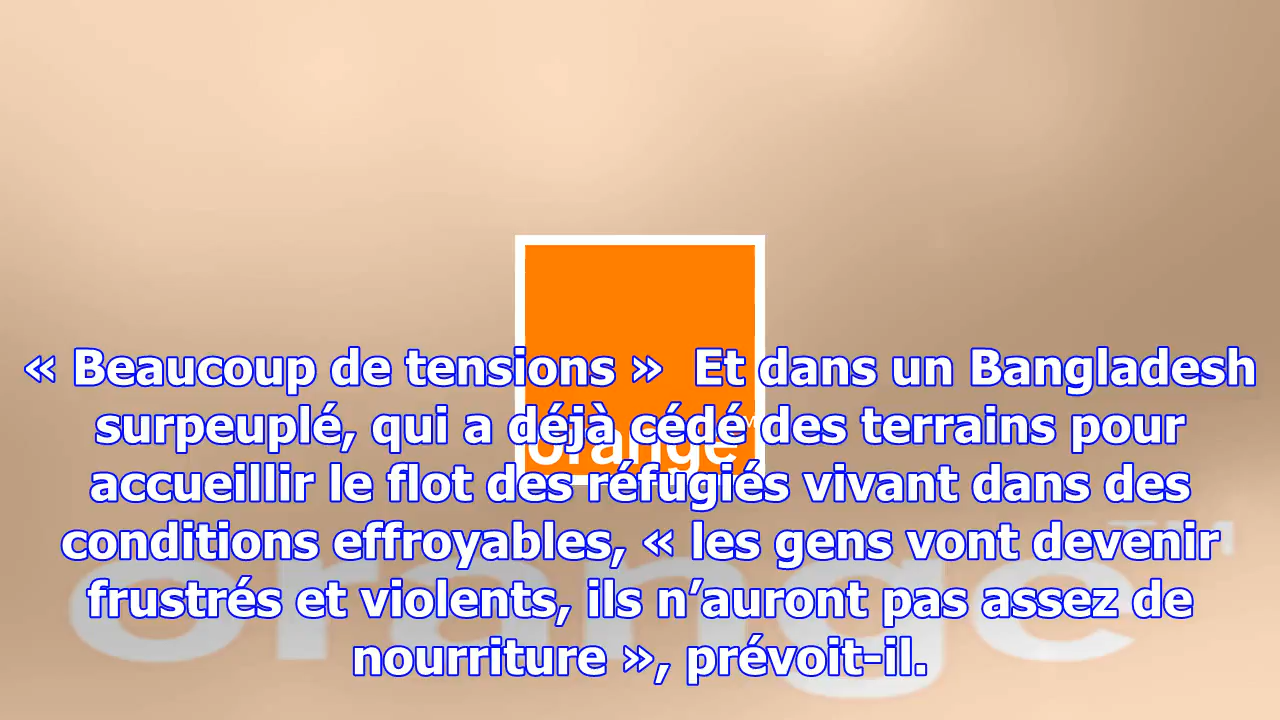 « Beaucoup de tensions »  Et dans un Bangladesh
surpeuplé, qui a déjà cédé des terrains pour
orange™
accueillir le flot des réfugiés vivant dans des
conditions effroyables, « les gens vont devenir
orange™
frustrés et violents, ils n’auront pas assez de
nourriture », prévoit-il.